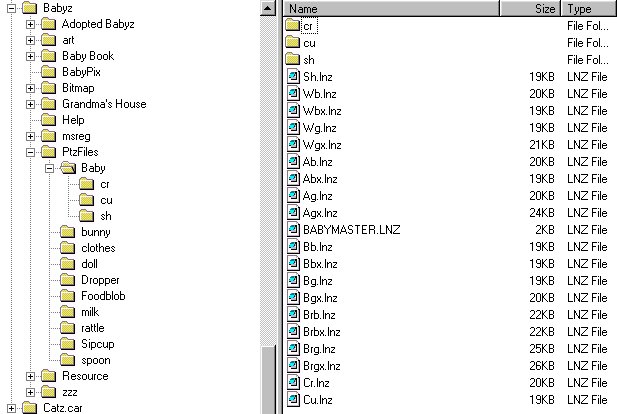 Babyz
Adopted Babyz
art
Baby Book
BabyPix
Bitmap
Grandma's House
Help
msreg
PtzFiles
Baby
cr
cu
sh
bunny
clothes
doll
Dropper
Foodblob
milk
rattle
Sipcup
spoon
Resource
zzz
Catz.car
Name Size Type
cr File Fol...
cu File Fol...
sh File Fol...
Sh.lnz 19KB LNZ File
Wb.lnz 20KB LNZ File
Wbx.lnz 19KB LNZ File
Wg.lnz 19KB LNZ File
Wgx.lnz 21KB LNZ File
Ab.lnz 20KB LNZ File
Abx.lnz 19KB LNZ File
Ag.lnz 20KB LNZ File
Agx.lnz 24KB LNZ File
BABYMASTER.LNZ 2KB LNZ File
Bb.lnz 19KB LNZ File
Bbx.lnz 19KB LNZ File
Bg.lnz 19KB LNZ File
Bgx.lnz 20KB LNZ File
Brb.lnz 22KB LNZ File
Brbx.lnz 22KB LNZ File
Brg.lnz 25KB LNZ File
Brgx.lnz 26KB LNZ File
Cr.lnz 20KB LNZ File
Cu.lnz 19KB LNZ File